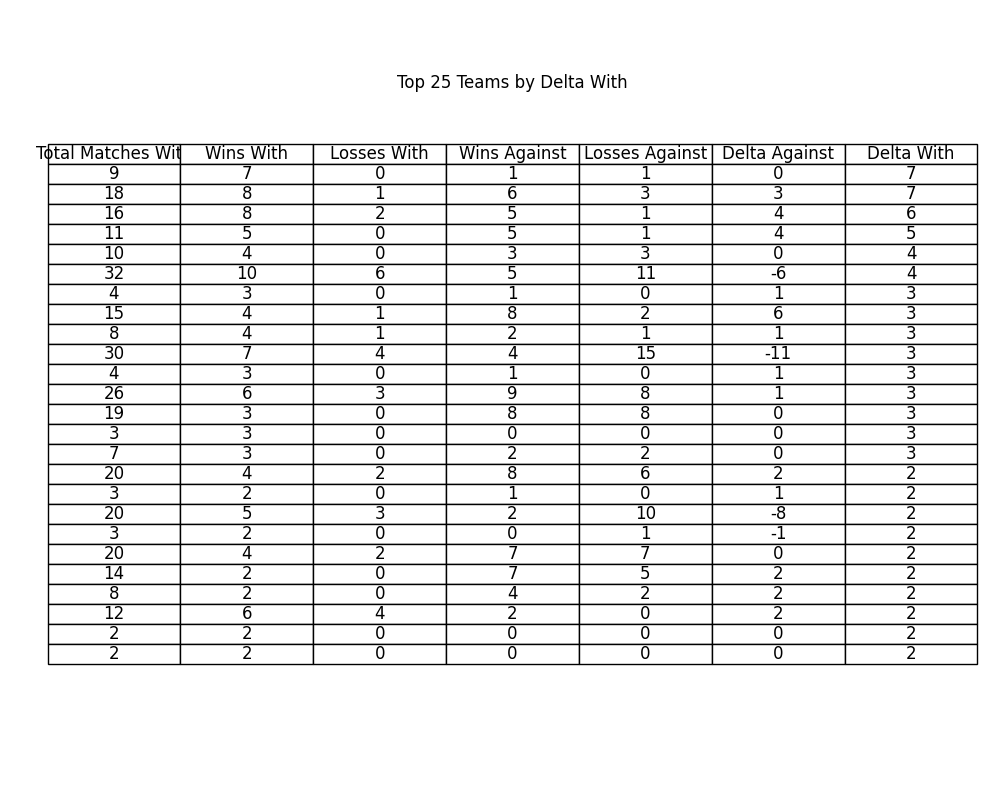 Top 25 Teams by Delta With
Total Matches Wit Wins With Losses With Wins Against Losses Against Delta Against Delta With
9 7 0 1 1 0 7
18 8 1 6 3 3 7
16 8 2 5 1 4 6
11 5 0 5 1 4 5
10 4 0 3 3 0 4
32 10 6 5 11 -6 4
4 3 0 1 0 1 3
15 4 1 8 2 6 3
8 4 1 2 1 1 3
30 7 4 4 15 -11 3
4 3 0 1 0 1 3
26 6 3 9 8 1 3
19 3 0 8 8 0 3
3 3 0 0 0 0 3
7 3 0 2 2 0 3
20 4 2 8 6 2 2
3 2 0 1 0 1 2
20 5 3 2 10 -8 2
3 2 0 0 1 -1 2
20 4 2 7 7 0 2
14 2 0 7 5 2 2
8 2 0 4 2 2 2
12 6 4 2 0 2 2
2 2 0 0 0 0 2
2 2 0 0 0 0 2